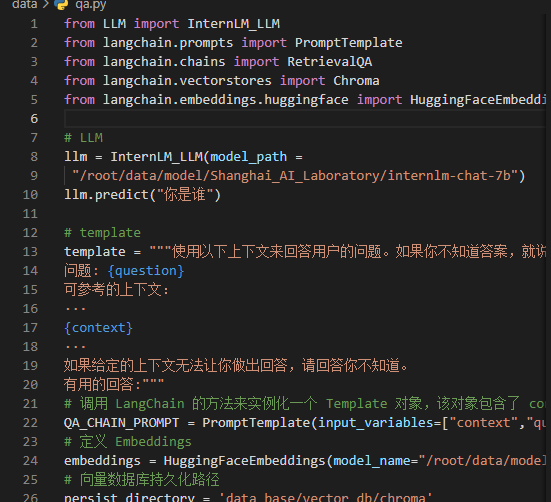 data > qa.py
1 from LLM import InternLM_LLM
2 from langchain.prompts import PromptTemplate
3 from langchain.chains import RetrievalQA
4 from langchain.vectorstores import Chroma
5 from langchain.embeddings.huggingface import HuggingFaceEmbeddi
6
7 # LLM
8 llm = InternLM_LLM(model_path =
9 "/root/data/model/Shanghai_AI_Laboratory/internlm-chat-7b")
10 llm.predict("你是谁")
11
12 # template
13 template = """使用以下上下文来回答用户的问题。如果你不知道答案，就说
14 问题: {question}
15 可参考的上下文：
16 ···
17 {context}
18 ···
19 如果给定的上下文无法让你做出回答，请回答你不知道。
20 有用的回答:"""
21 # 调用 LangChain 的方法来实例化一个 Template 对象，该对象包含了 con
22 QA_CHAIN_PROMPT = PromptTemplate(input_variables=["context","qu
23 # 定义 Embeddings
24 embeddings = HuggingFaceEmbeddings(model_name="/root/data/model
25 # 向量数据库持久化路径
26 persist_directory = 'data_base/vector_db/chroma'